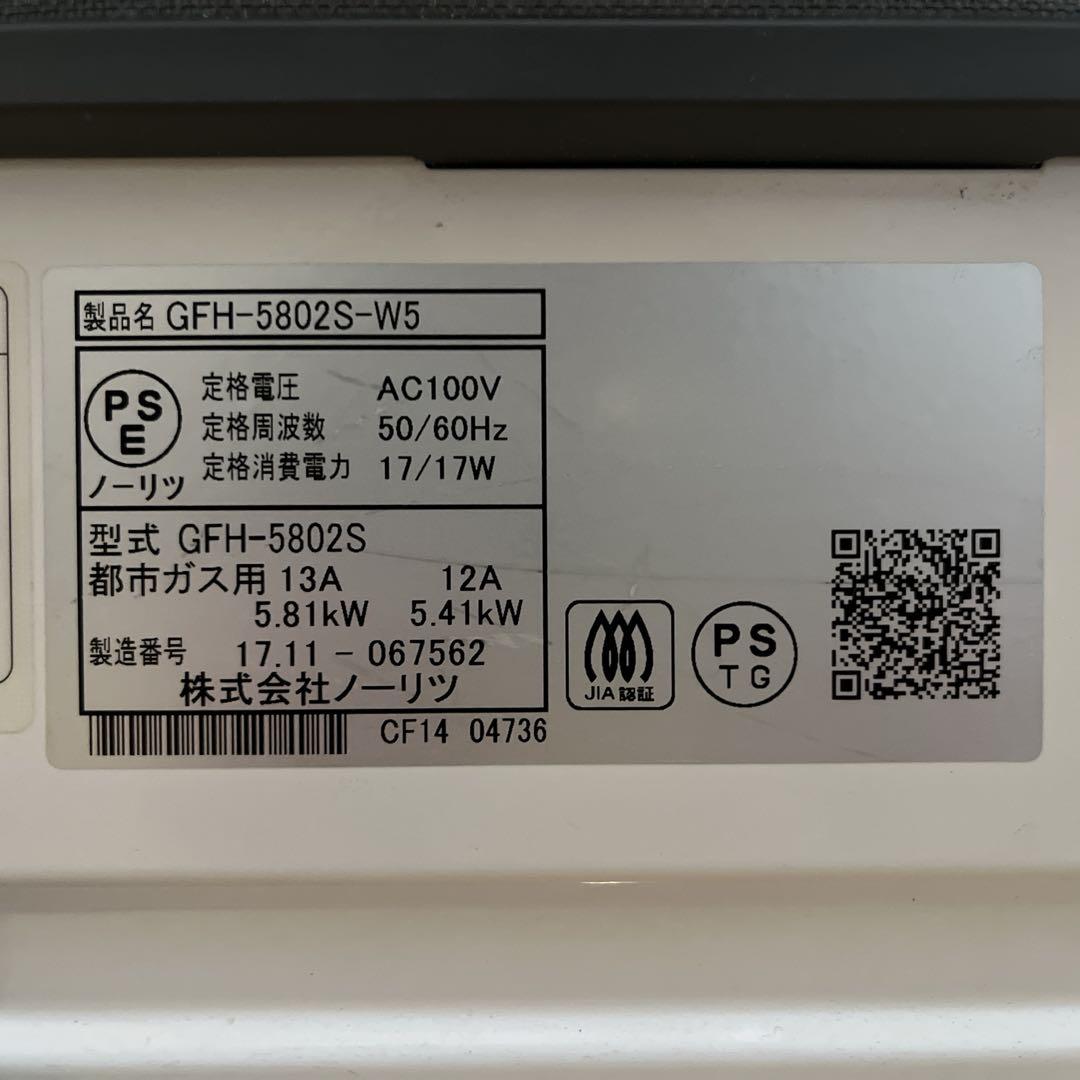 製品名 GFH-5802S-W5
PS
E
ノーリツ
定格電圧 AC100V
定格周波数 50/60Hz
定格消費電力 17/17W
型式 GFH-5802S
都市ガス用 13A 12A
5.81kW 5.41kW
製造番号 17.11 - 067562
株式会社ノーリツ
CF14 04736
JIA 認証
PS
TG